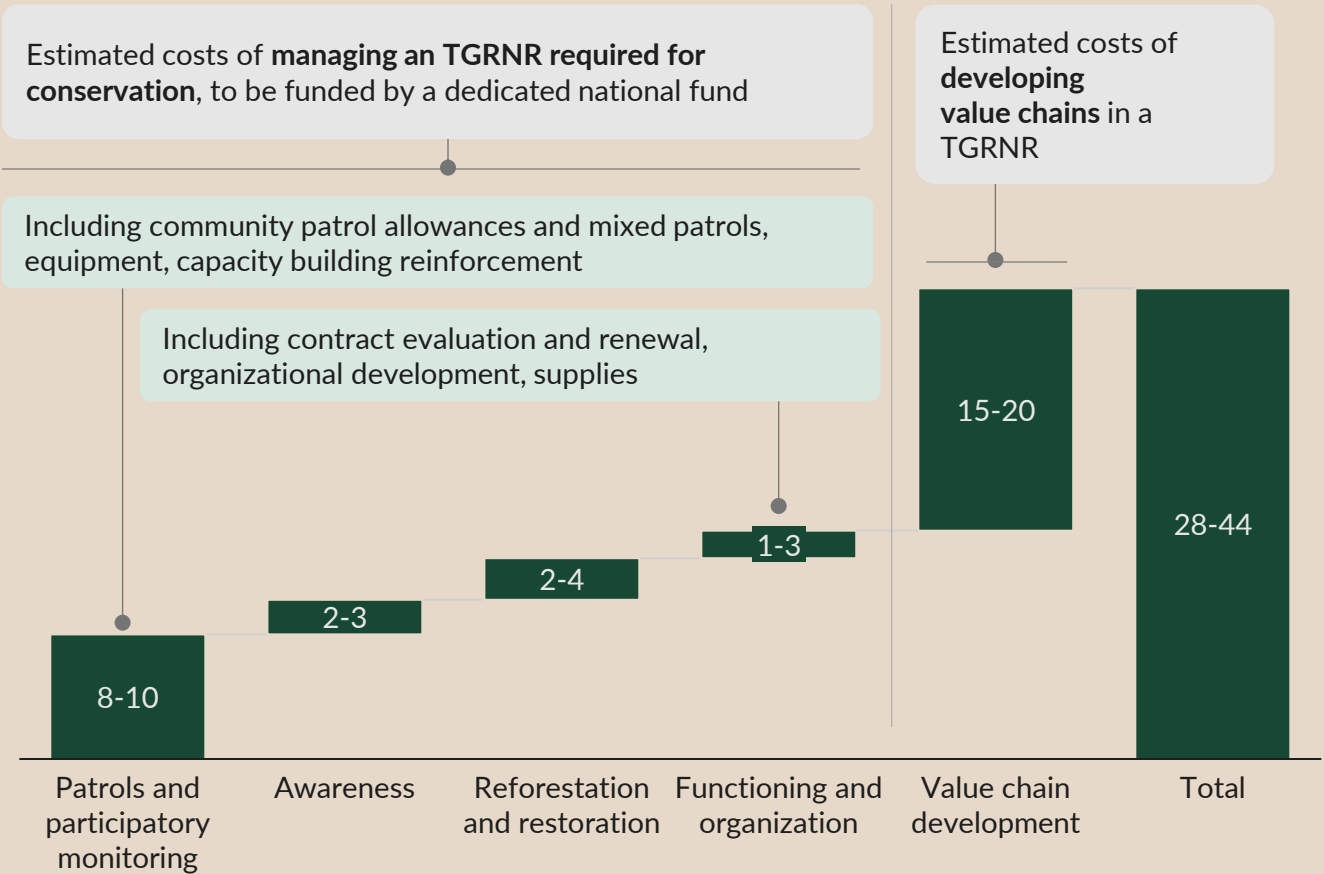 Estimated costs of managing an TGRNR required for
conservation, to be funded by a dedicated national fund
Estimated costs of
developing
value chains in a
TGRNR
Including community patrol allowances and mixed patrols,
equipment, capacity building reinforcement
Including contract evaluation and renewal,
organizational development, supplies
8-10
2-3
2-4
1-3
15-20
28-44
Patrols and
participatory
monitoring
Awareness
Reforestation
and restoration
Functioning and
organization
Value chain
development
Total